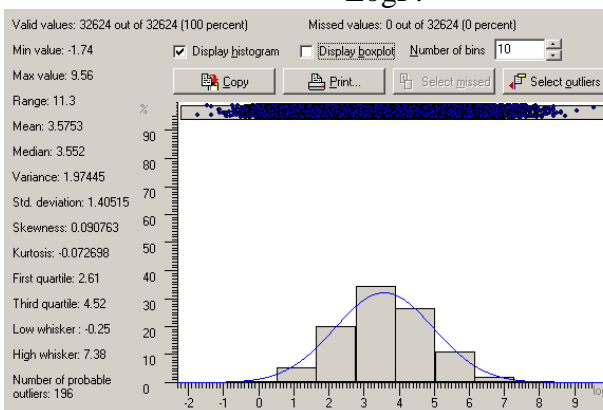 LogP.
Valid values: 32624 out of 32624 (100 percent)
Missed values: 0 out of 32624 (0 percent)
Min value: -1.74
Display histogram
Display boxplot
Number of bins 10
Max value: 9.56
Copy
Print...
Select missed
Select outliers
Range: 11.3
Mean: 3.5753
Median: 3.552
Variance: 1.97445
Std. deviation: 1.40515
Skewness: 0.090763
Kurtosis: -0.072698
First quartile: 2.61
Third quartile: 4.52
Low whisker : -0.25
High whisker: 7.38
Number of probable
outliers: 196
%
90
80
70
60
50
40
30
20
10
0
-2 -1 0 1 2 3 4 5 6 7 8 9